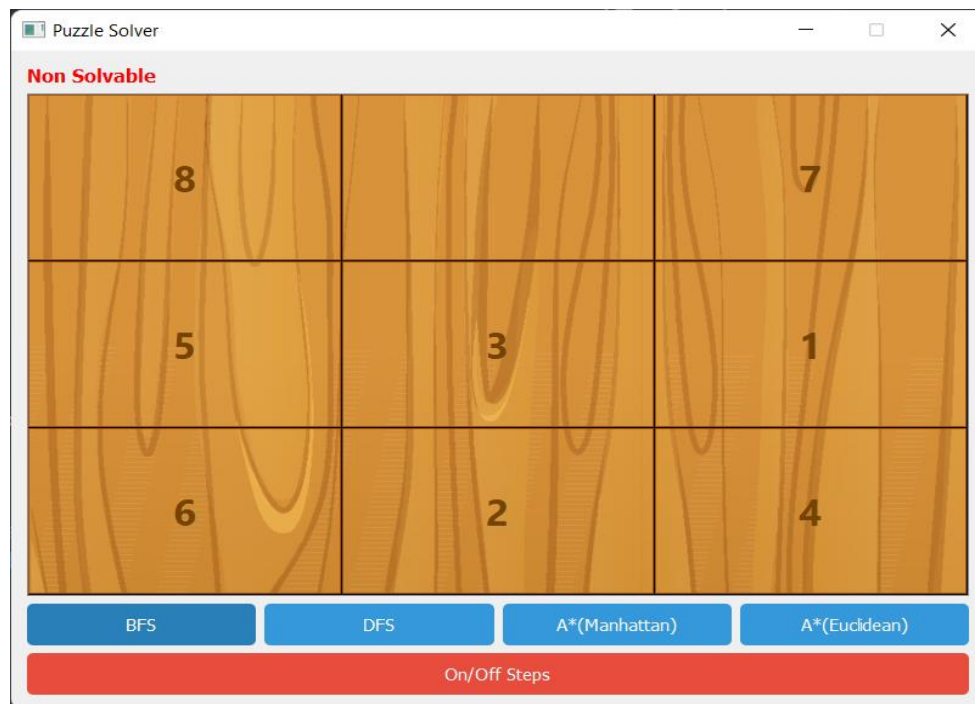 Puzzle Solver
Non Solvable
8 7
5 3 1
6 2 4
BFS DFS A*(Manhattan) A*(Euclidean)
On/Off Steps